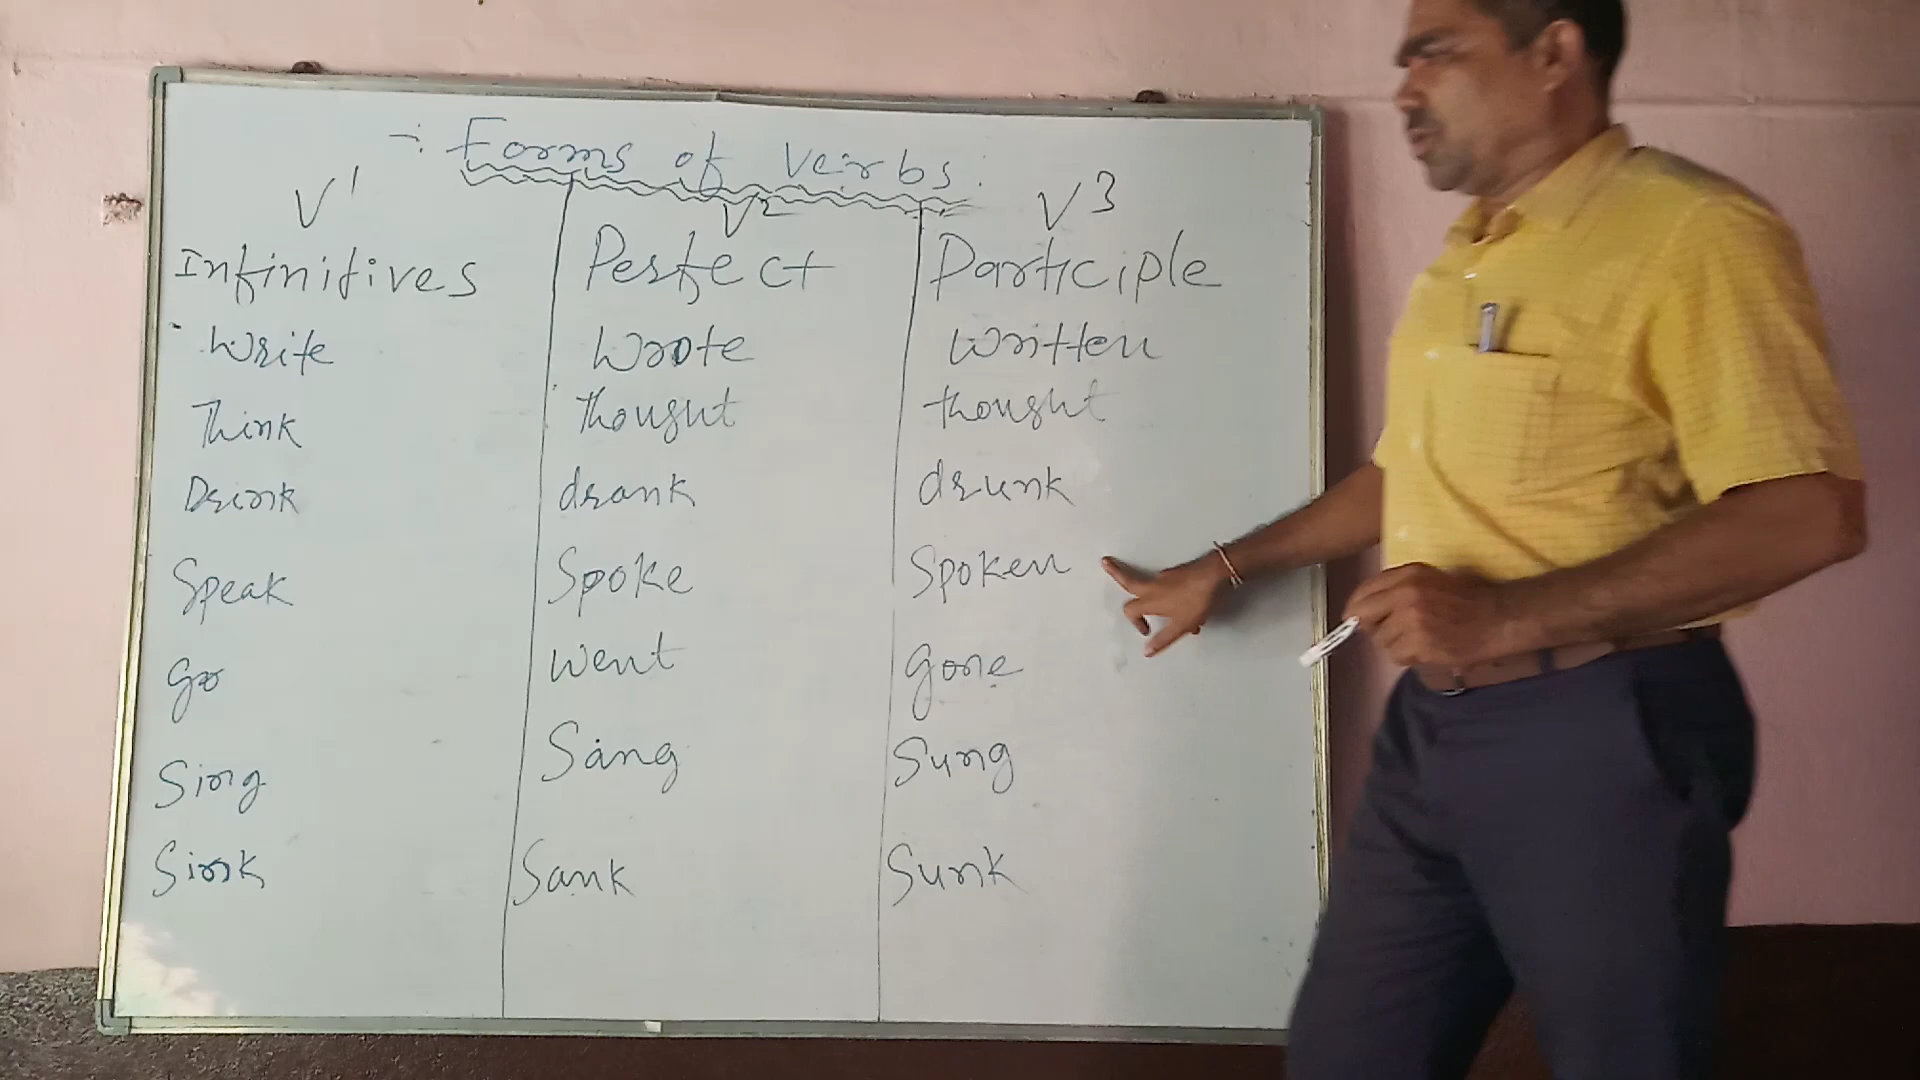 -: Forms of Verbs:
V1 V2 V3
Infinitives Perfect Participle
Write Wrote Written
Think Thought thought
Drink drank drunk
Speak Spoke Spoken
go Went gone
Sing Sang Sung
Sink Sank Sunk